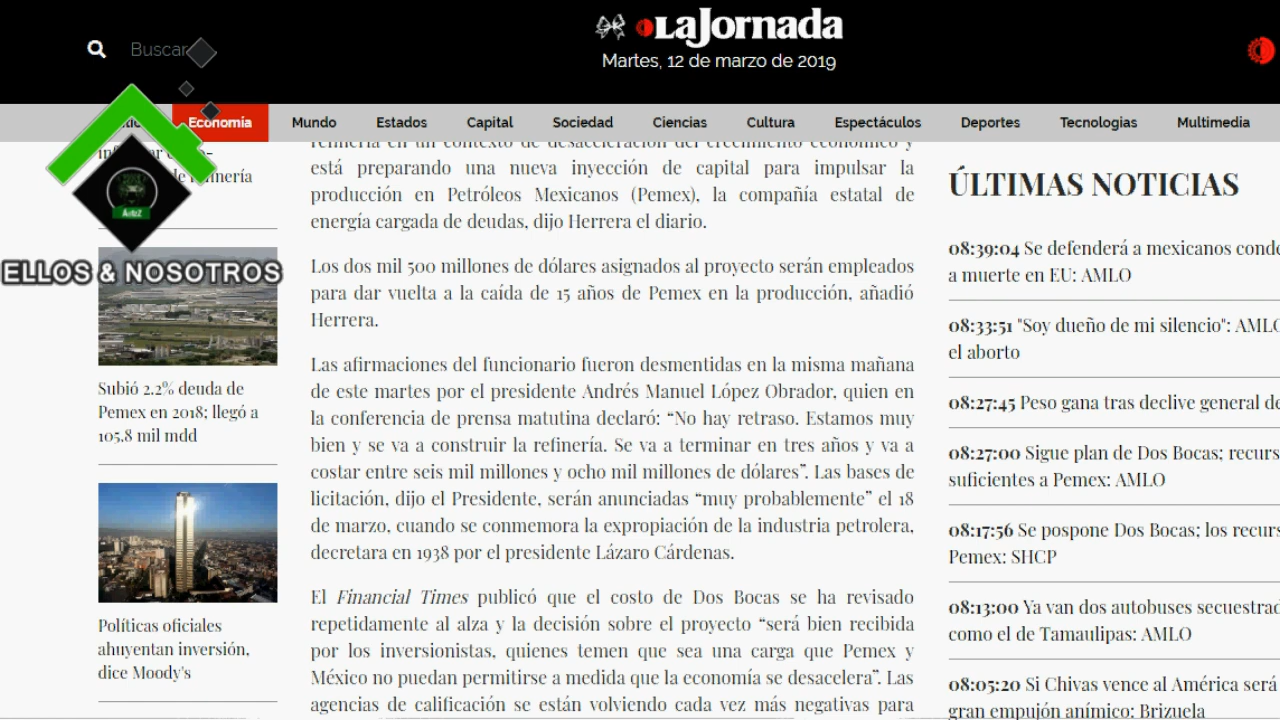 LaJornada
Buscar
Martes, 12 de marzo de 2019
Economía
Mundo
Estados
Capital
Sociedad
Ciencias
Cultura
Espectáculos
Deportes
Tecnologias
Multimedia
de refinería
AutoZ
ELLOS & NOSOTROS
Subió 2.2% deuda de
Pemex en 2018; llegó a
105.8 mil mdd
Políticas oficiales
ahuyentan inversión,
dice Moody's
refinería en un contexto de desaceleración del crecimiento económico y
está preparando una nueva inyección de capital para impulsar la
producción en Petróleos Mexicanos (Pemex), la compañía estatal de
energía cargada de deudas, dijo Herrera el diario.
Los dos mil 500 millones de dólares asignados al proyecto serán empleados
para dar vuelta a la caída de 15 años de Pemex en la producción, añadió
Herrera.
Las afirmaciones del funcionario fueron desmentidas en la misma mañana
de este martes por el presidente Andrés Manuel López Obrador, quien en
la conferencia de prensa matutina declaró: “No hay retraso. Estamos muy
bien y se va a construir la refinería. Se va a terminar en tres años y va a
costar entre seis mil millones y ocho mil millones de dólares”. Las bases de
licitación, dijo el Presidente, serán anunciadas “muy probablemente” el 18
de marzo, cuando se conmemora la expropiación de la industria petrolera,
decretara en 1938 por el presidente Lázaro Cárdenas.
El Financial Times publicó que el costo de Dos Bocas se ha revisado
repetidamente al alza y la decisión sobre el proyecto “será bien recibida
por los inversionistas, quienes temen que sea una carga que Pemex y
México no puedan permitirse a medida que la economía se desacelera”. Las
agencias de calificación se están volviendo cada vez más negativas para
ÚLTIMAS NOTICIAS
08:39:04 Se defenderá a mexicanos conde
a muerte en EU: AMLO
08:33:51 "Soy dueño de mi silencio": AMLO
el aborto
08:27:45 Peso gana tras declive general de
08:27:00 Sigue plan de Dos Bocas; recurs
suficientes a Pemex: AMLO
08:17:56 Se pospone Dos Bocas; los recurs
Pemex: SHCP
08:13:00 Ya van dos autobuses secuestrad
como el de Tamaulipas: AMLO
08:05:20 Si Chivas vence al América será
gran empujón anímico: Brizuela